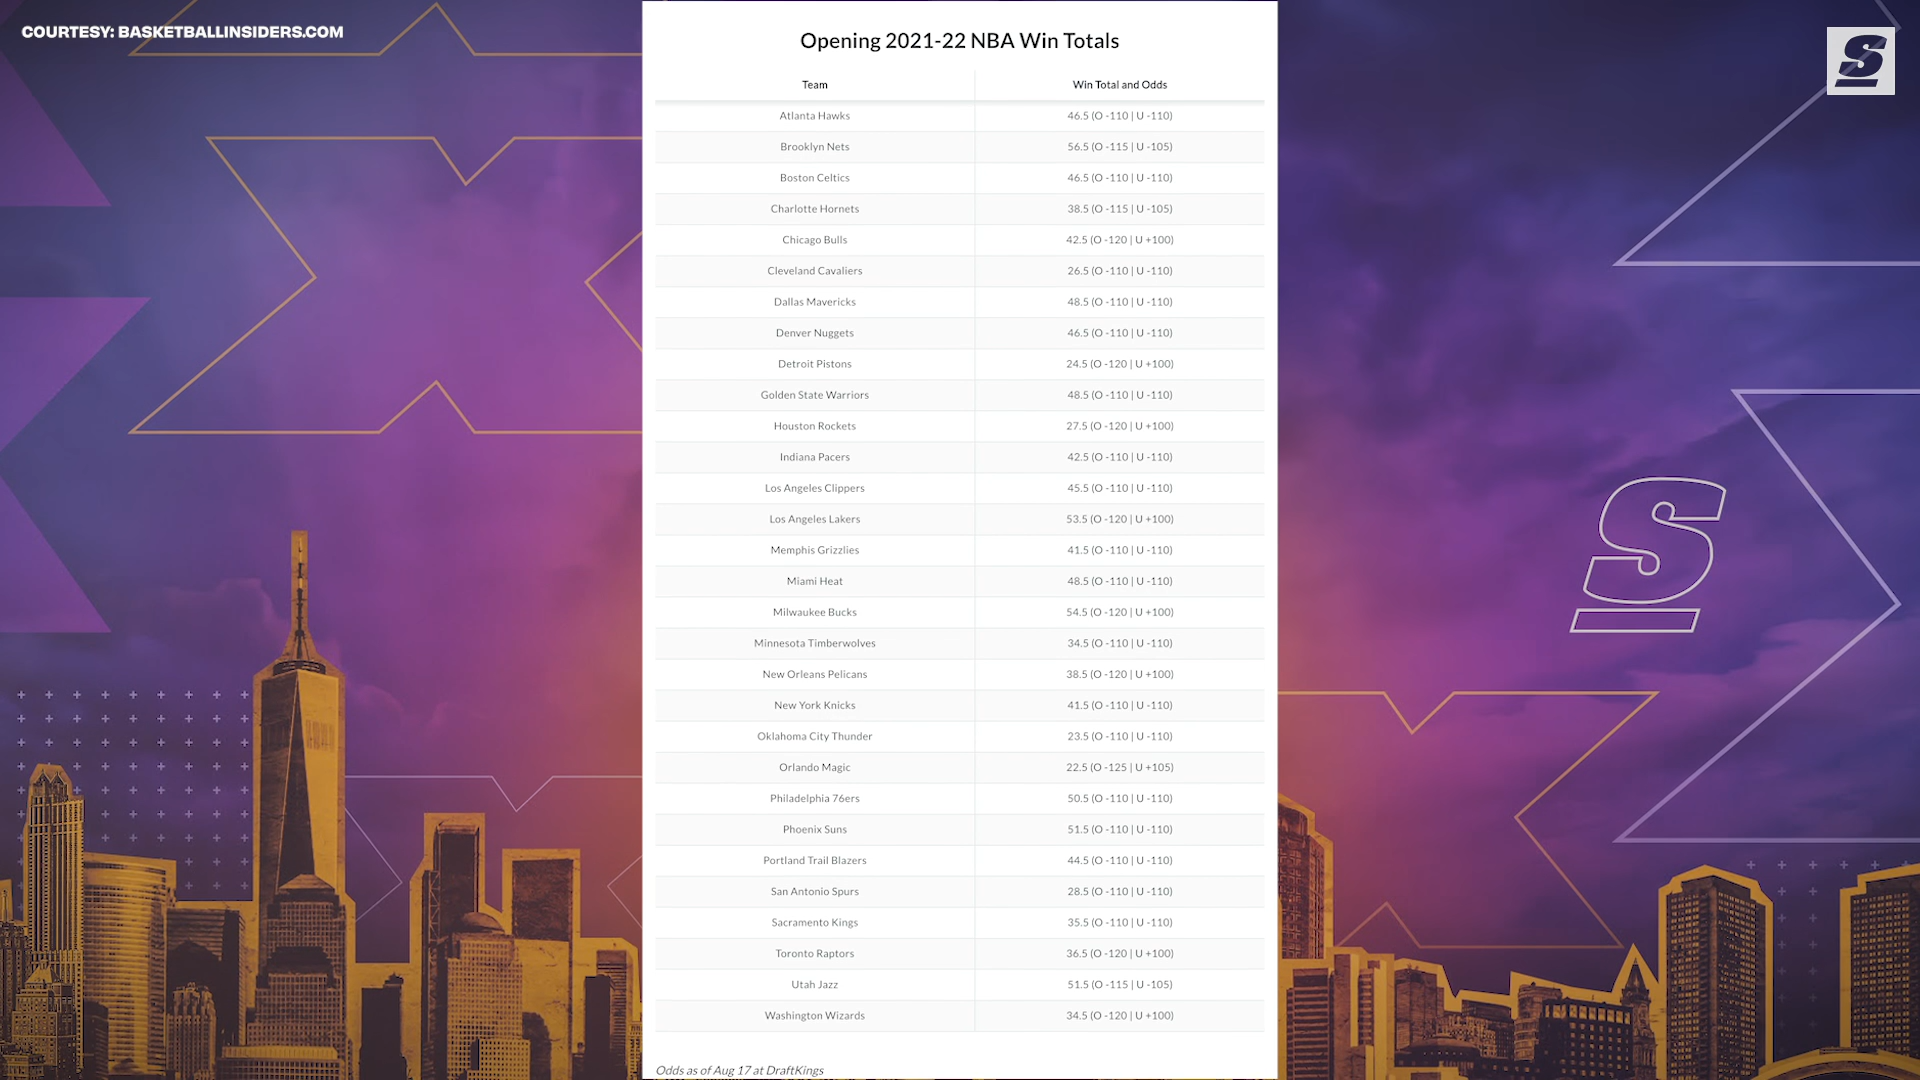 COURTESY: BASKETBALLINSIDERS.COM
S
Opening 2021-22 NBA Win Totals
Team Win Total and Odds
Atlanta Hawks 46.5 (O -110 | U -110)
Brooklyn Nets 56.5 (O -115 | U -105)
Boston Celtics 46.5 (O -110 | U -110)
Charlotte Hornets 38.5 (O -115 | U -105)
Chicago Bulls 42.5 (O -120 | U +100)
Cleveland Cavaliers 26.5 (O -110 | U -110)
Dallas Mavericks 48.5 (O -110 | U -110)
Denver Nuggets 46.5 (O -110 | U -110)
Detroit Pistons 24.5 (O -120 | U +100)
Golden State Warriors 48.5 (O -110 | U -110)
Houston Rockets 27.5 (O -120 | U +100)
Indiana Pacers 42.5 (O -110 | U -110)
Los Angeles Clippers 45.5 (O -110 | U -110)
Los Angeles Lakers 53.5 (O -120 | U +100)
Memphis Grizzlies 41.5 (O -110 | U -110)
Miami Heat 48.5 (O -110 | U -110)
Milwaukee Bucks 54.5 (O -120 | U +100)
Minnesota Timberwolves 34.5 (O -110 | U -110)
New Orleans Pelicans 38.5 (O -120 | U +100)
New York Knicks 41.5 (O -110 | U -110)
Oklahoma City Thunder 23.5 (O -110 | U -110)
Orlando Magic 22.5 (O -125 | U +105)
Philadelphia 76ers 50.5 (O -110 | U -110)
Phoenix Suns 51.5 (O -110 | U -110)
Portland Trail Blazers 44.5 (O -110 | U -110)
San Antonio Spurs 28.5 (O -110 | U -110)
Sacramento Kings 35.5 (O -110 | U -110)
Toronto Raptors 36.5 (O -120 | U +100)
Utah Jazz 51.5 (O -115 | U -105)
Washington Wizards 34.5 (O -120 | U +100)
Odds as of Aug 17 at DraftKings
S